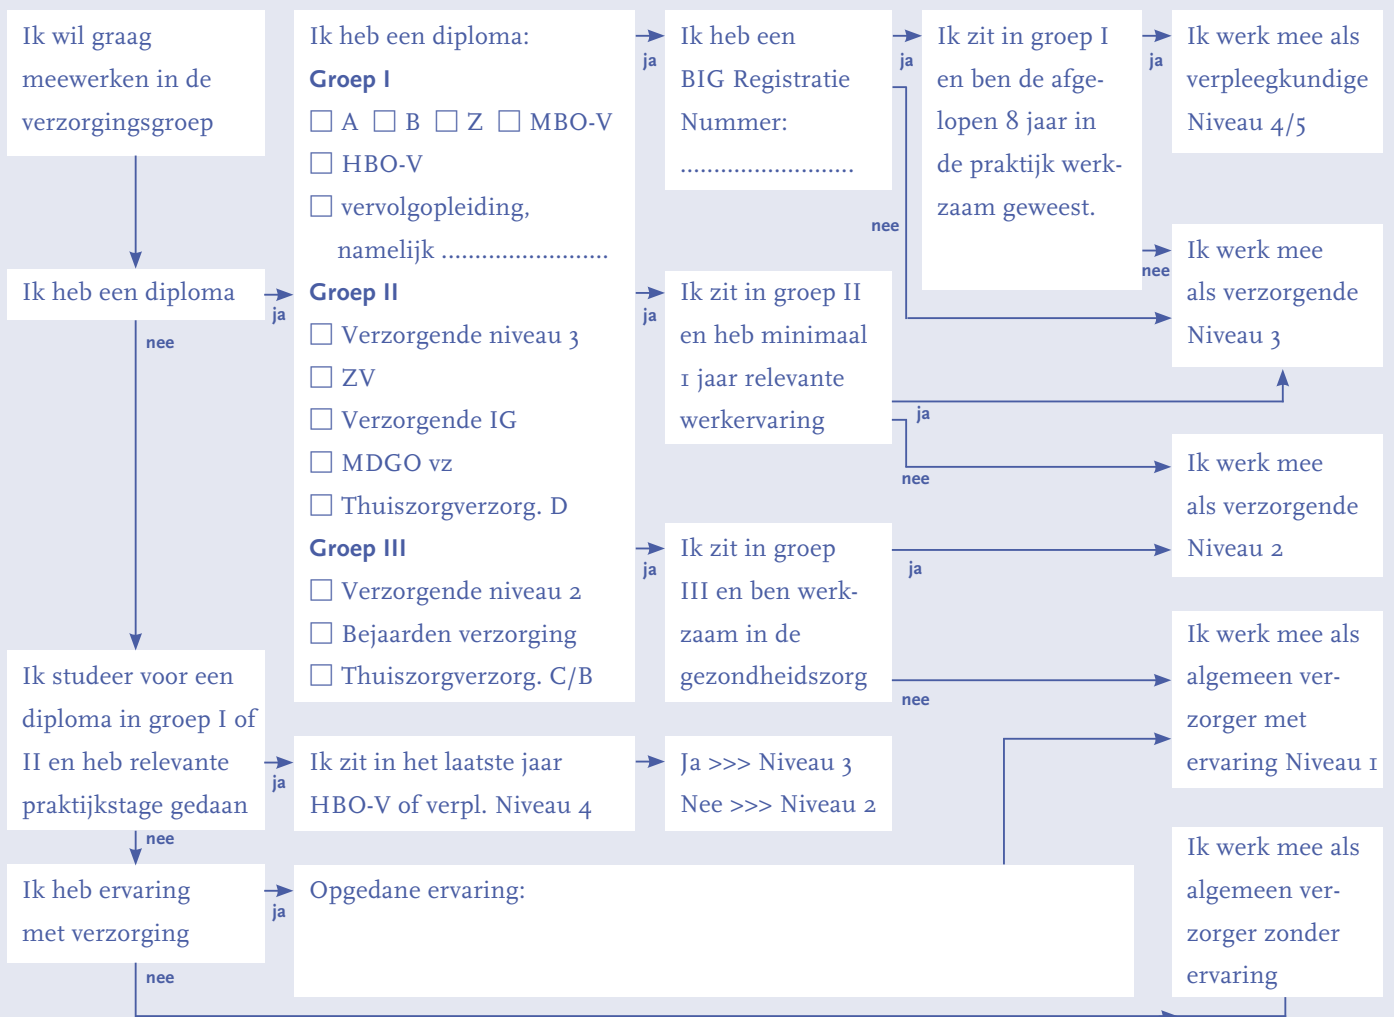 Ik wil graag
meewerken in de
verzorgingsgroep
Ik heb een diploma
ja
nee
Ik heb een diploma:
Groep I
A B Z MBO-V
HBO-V
vervolgopleiding,
namelijk .........................
Groep II
Verzorgende niveau 3
ZV
Verzorgende IG
MDGO vz
Thuiszorgverzorg. D
Groep III
Verzorgende niveau 2
Bejaarden verzorging
Thuiszorgverzorg. C/B
ja
Ik heb een
BIG Registratie
Nummer:
..........................
ja
nee
Ik zit in groep I
en ben de afge-
lopen 8 jaar in
de praktijk werk-
zaam geweest.
ja
nee
Ik werk mee als
verpleegkundige
Niveau 4/5
Ik werk mee
als verzorgende
Niveau 3
ja
Ik zit in groep II
en heb minimaal
1 jaar relevante
werkervaring
ja
nee
Ik werk mee
als verzorgende
Niveau 2
ja
Ik zit in groep
III en ben werk-
zaam in de
gezondheidszorg
ja
nee
Ik werk mee als
algemeen ver-
zorger met
ervaring Niveau 1
Ik studeer voor een
diploma in groep I of
II en heb relevante
praktijkstage gedaan
ja
nee
Ik zit in het laatste jaar
HBO-V of verpl. Niveau 4
Ja >>> Niveau 3
Nee >>> Niveau 2
Ik heb ervaring
met verzorging
ja
nee
Opgedane ervaring:
Ik werk mee als
algemeen ver-
zorger zonder
ervaring